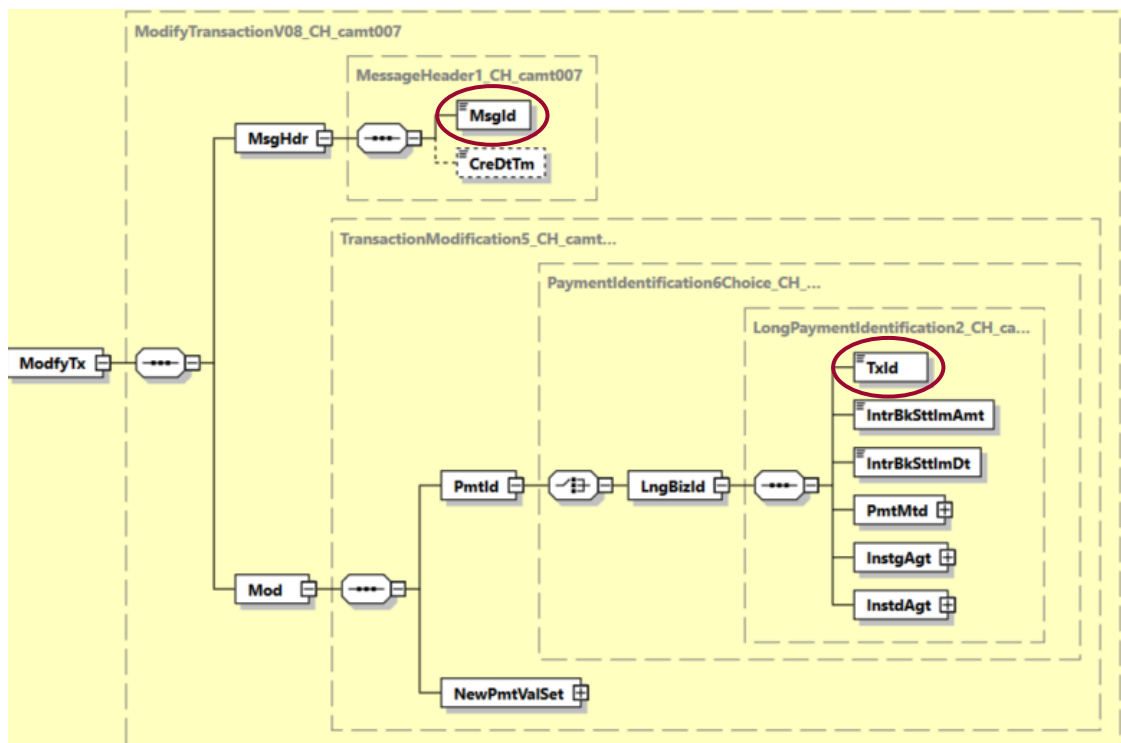 ModifyTransactionV08_CH_camt007
MessageHeader1_CH_camt007
MsgId
MsgHdr
CreDtTm
TransactionModification5_CH_camt...
PaymentIdentification6Choice_CH_...
LongPaymentIdentification2_CH_ca...
ModfyTx
TxId
IntrBkSttlmAmt
IntrBkSttlmDt
PmtId
LngBizId
PmtMtd
InstgAgt
Mod
InstdAgt
NewPmtValSet